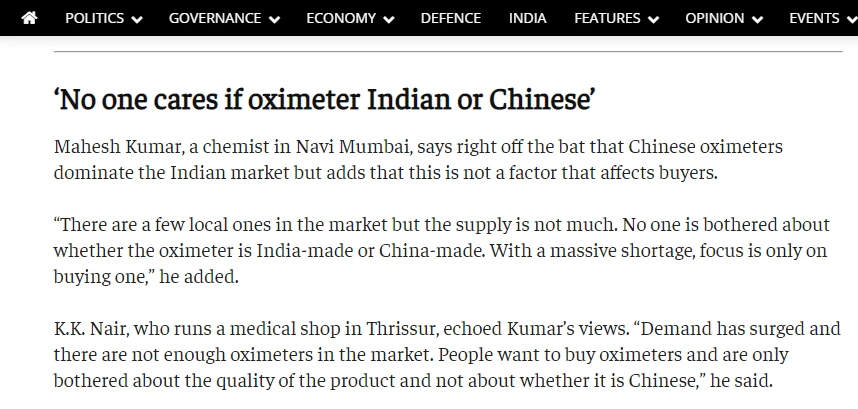 POLITICS GOVERNANCE ECONOMY DEFENCE INDIA FEATURES OPINION EVENTS
‘No one cares if oximeter Indian or Chinese’
Mahesh Kumar, a chemist in Navi Mumbai, says right off the bat that Chinese oximeters
dominate the Indian market but adds that this is not a factor that affects buyers.
“There are a few local ones in the market but the supply is not much. No one is bothered about
whether the oximeter is India-made or China-made. With a massive shortage, focus is only on
buying one,” he added.
K.K. Nair, who runs a medical shop in Thrissur, echoed Kumar’s views. “Demand has surged and
there are not enough oximeters in the market. People want to buy oximeters and are only
bothered about the quality of the product and not about whether it is Chinese,” he said.